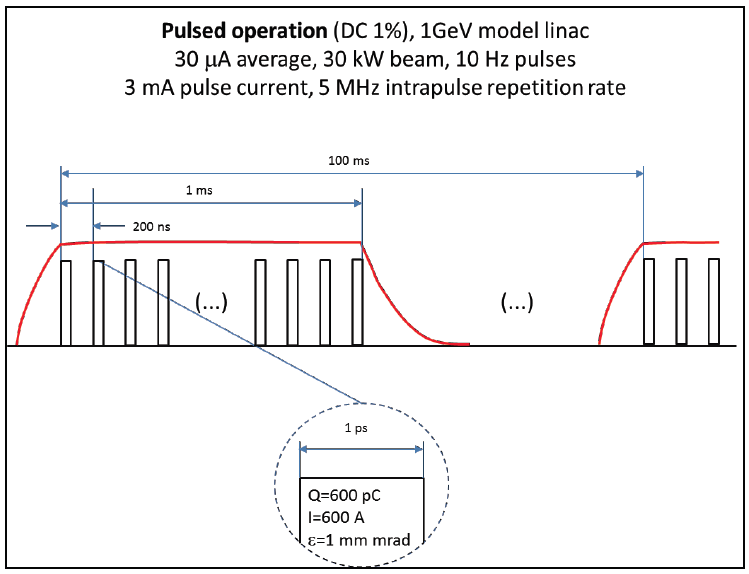 Pulsed operation (DC 1%), 1GeV model linac
30 μA average, 30 kW beam, 10 Hz pulses
3 mA pulse current, 5 MHz intrapulse repetition rate
100 ms
1 ms
200 ns
(...)
(...)
1 ps
Q=600 pC
I=600 A
ε=1 mm mrad